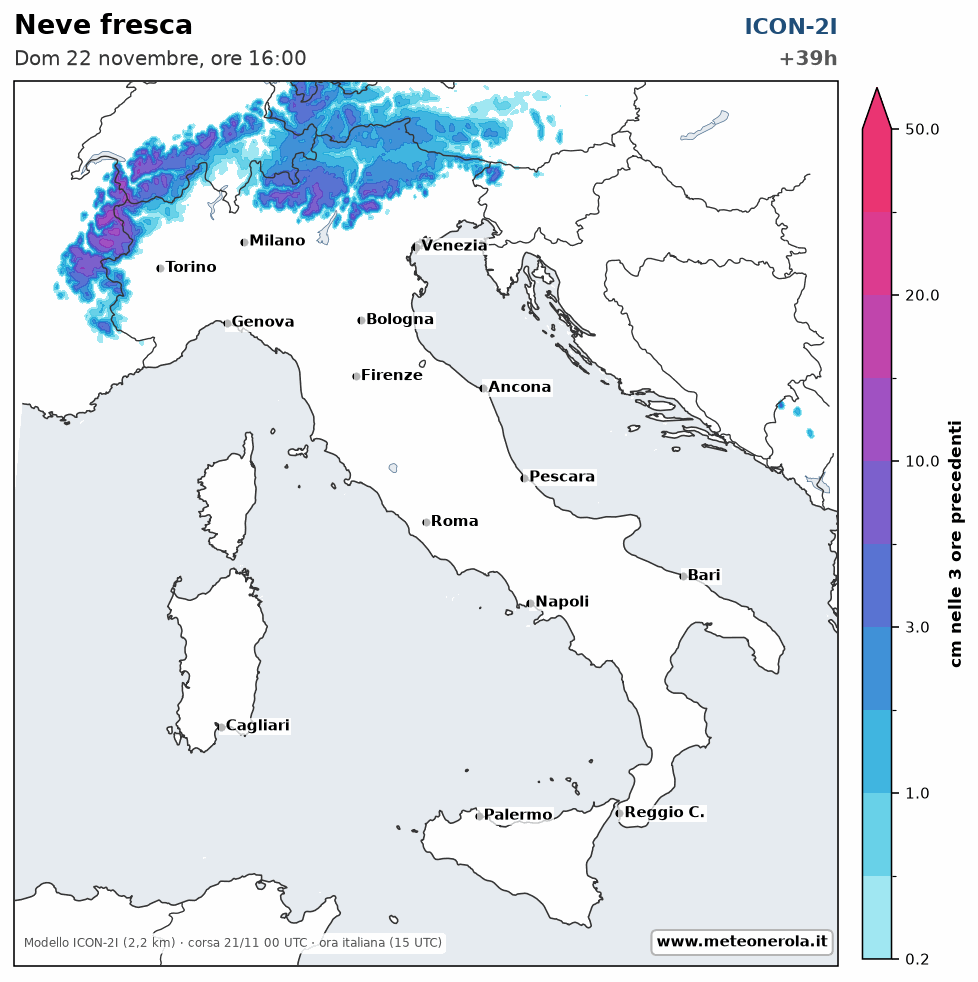 Neve fresca
ICON-2I
Dom 22 novembre, ore 16:00
+39h
Milano
Venezia
Torino
Genova
Bologna
Firenze
Ancona
Pescara
Roma
Bari
Napoli
Cagliari
Palermo
Reggio C.
50.0
20.0
10.0
3.0
1.0
0.2
cm nelle 3 ore precedenti
Modello ICON-2I (2,2 km) · corsa 21/11 00 UTC · ora italiana (15 UTC)
www.meteonerola.it